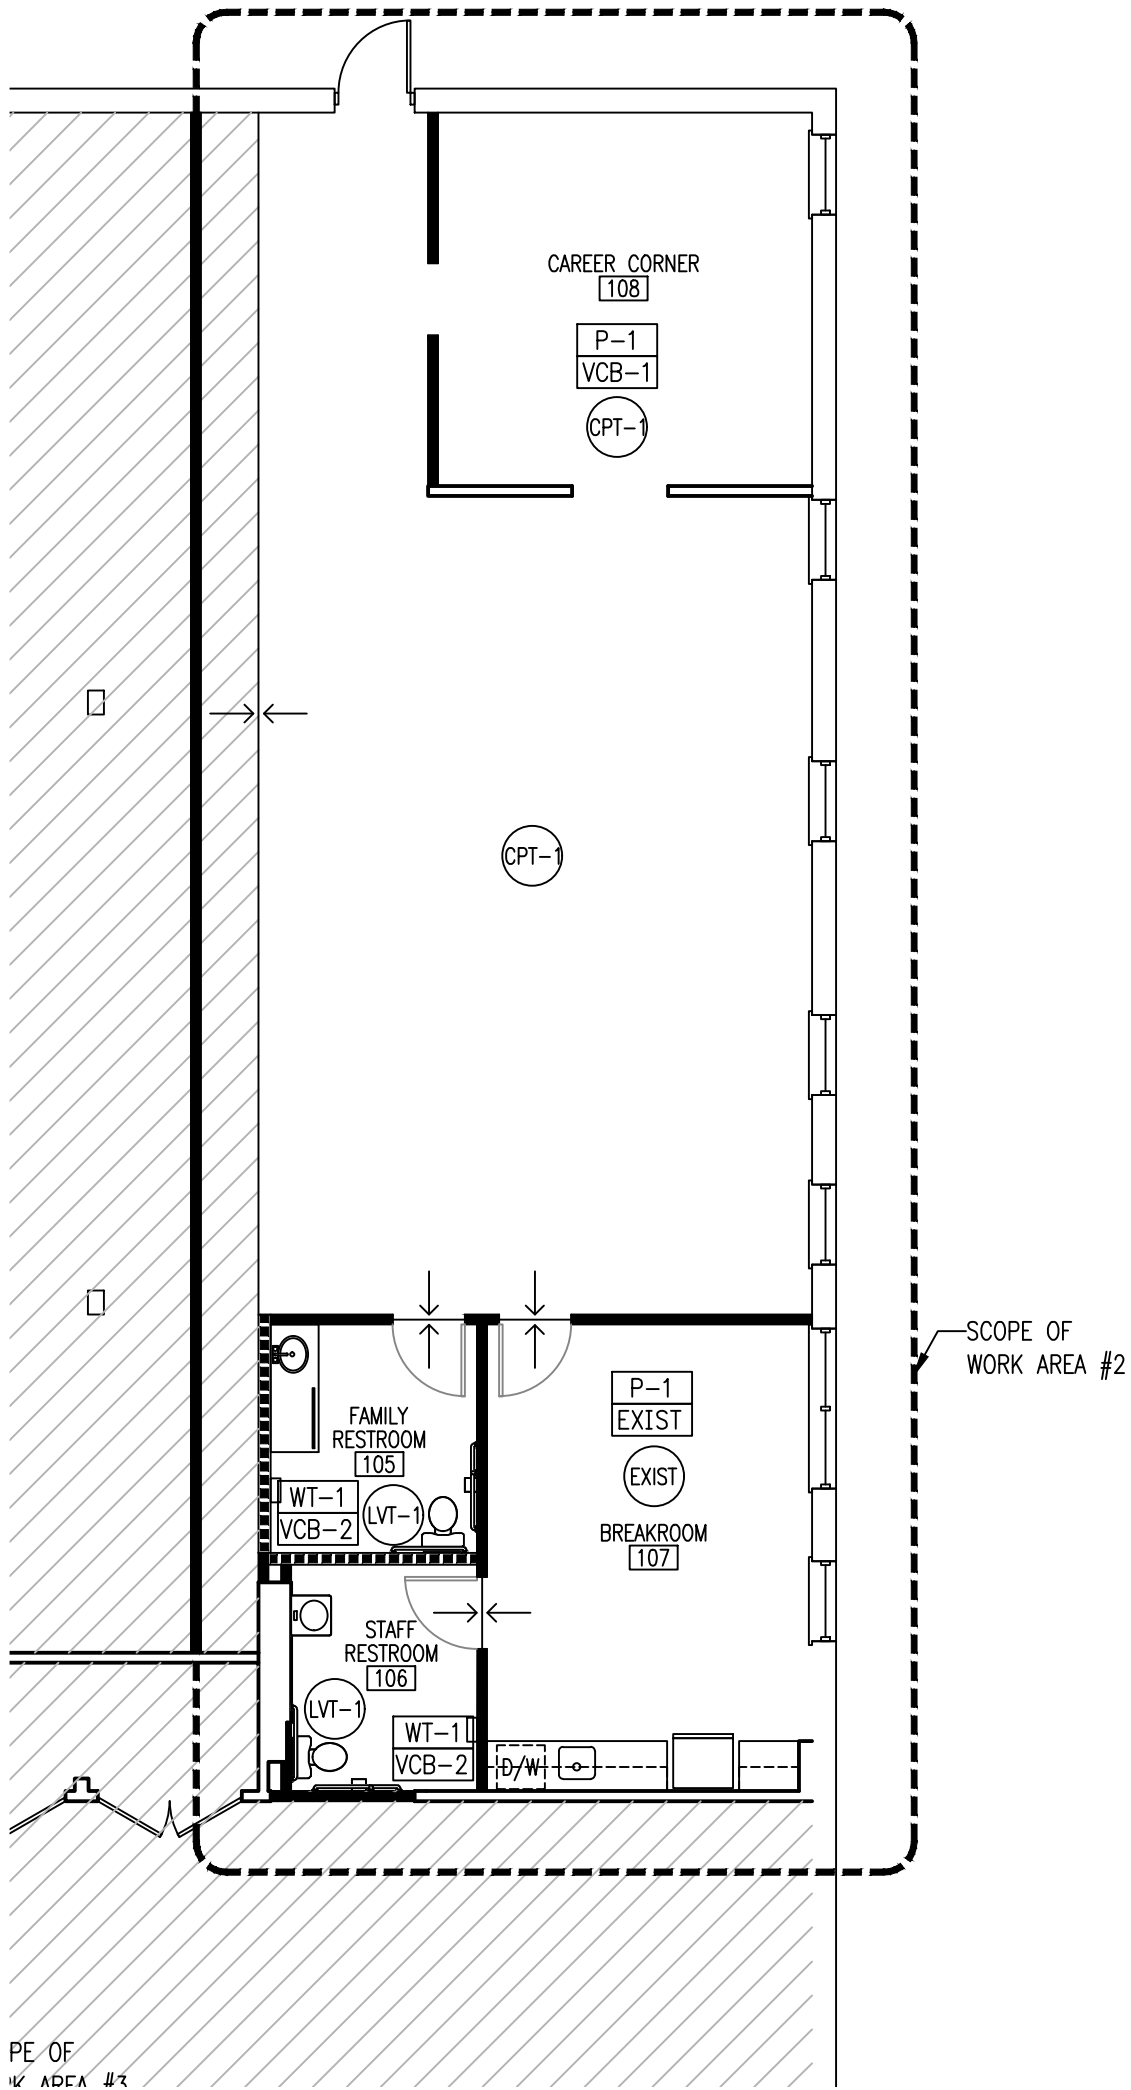 CAREER CORNER
108
P-1
VCB-1
CPT-1
CPT-1
SCOPE OF
WORK AREA #2
P-1
EXIST
EXIST
BREAKROOM
107
FAMILY
RESTROOM
105
WT-1
VCB-2
LVT-1
STAFF
RESTROOM
106
LVT-1
WT-1
VCB-2
D/W
PE OF
K AREA #3